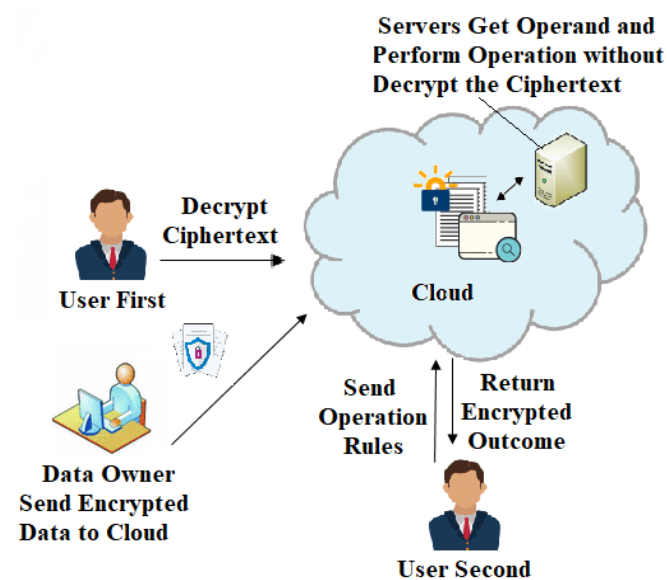 Servers Get Operand and
Perform Operation without
Decrypt the Ciphertext
Decrypt
Ciphertext
User First
Cloud
Send
Operation
Rules
Return
Encrypted
Outcome
Data Owner
Send Encrypted
Data to Cloud
User Second